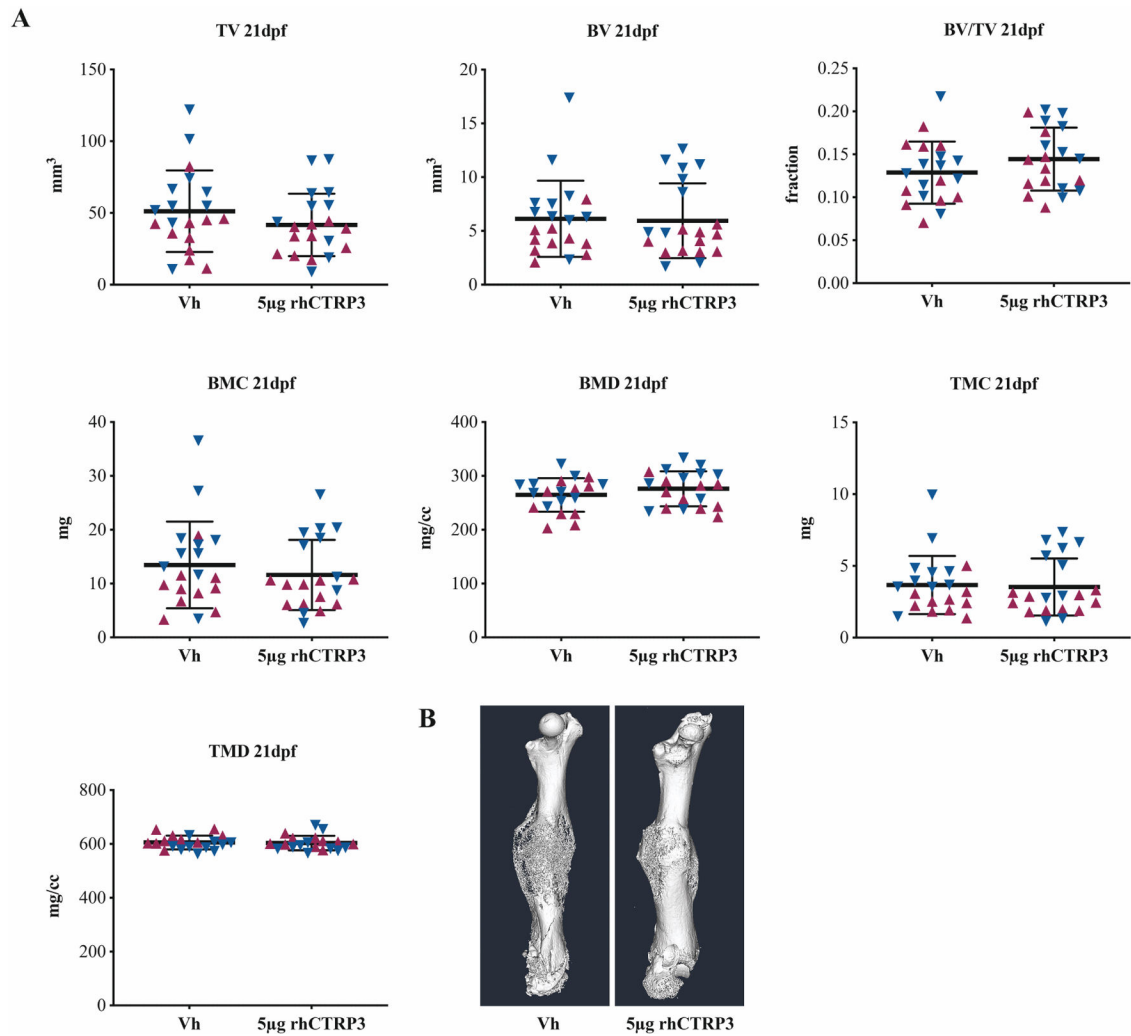 A
TV 21dpf
150
100
50
0
mm³
Vh
5µg rhCTRP3
BV 21dpf
20
15
10
5
0
mm³
Vh
5µg rhCTRP3
BV/TV 21dpf
0.25
0.20
0.15
0.10
0.05
0.00
fraction
Vh
5µg rhCTRP3
BMC 21dpf
40
30
20
10
0
mg
Vh
5µg rhCTRP3
BMD 21dpf
400
300
200
100
0
mg/cc
Vh
5µg rhCTRP3
TMC 21dpf
15
10
5
0
mg
Vh
5µg rhCTRP3
TMD 21dpf
800
600
400
200
0
mg/cc
Vh
5µg rhCTRP3
B
Vh
5µg rhCTRP3